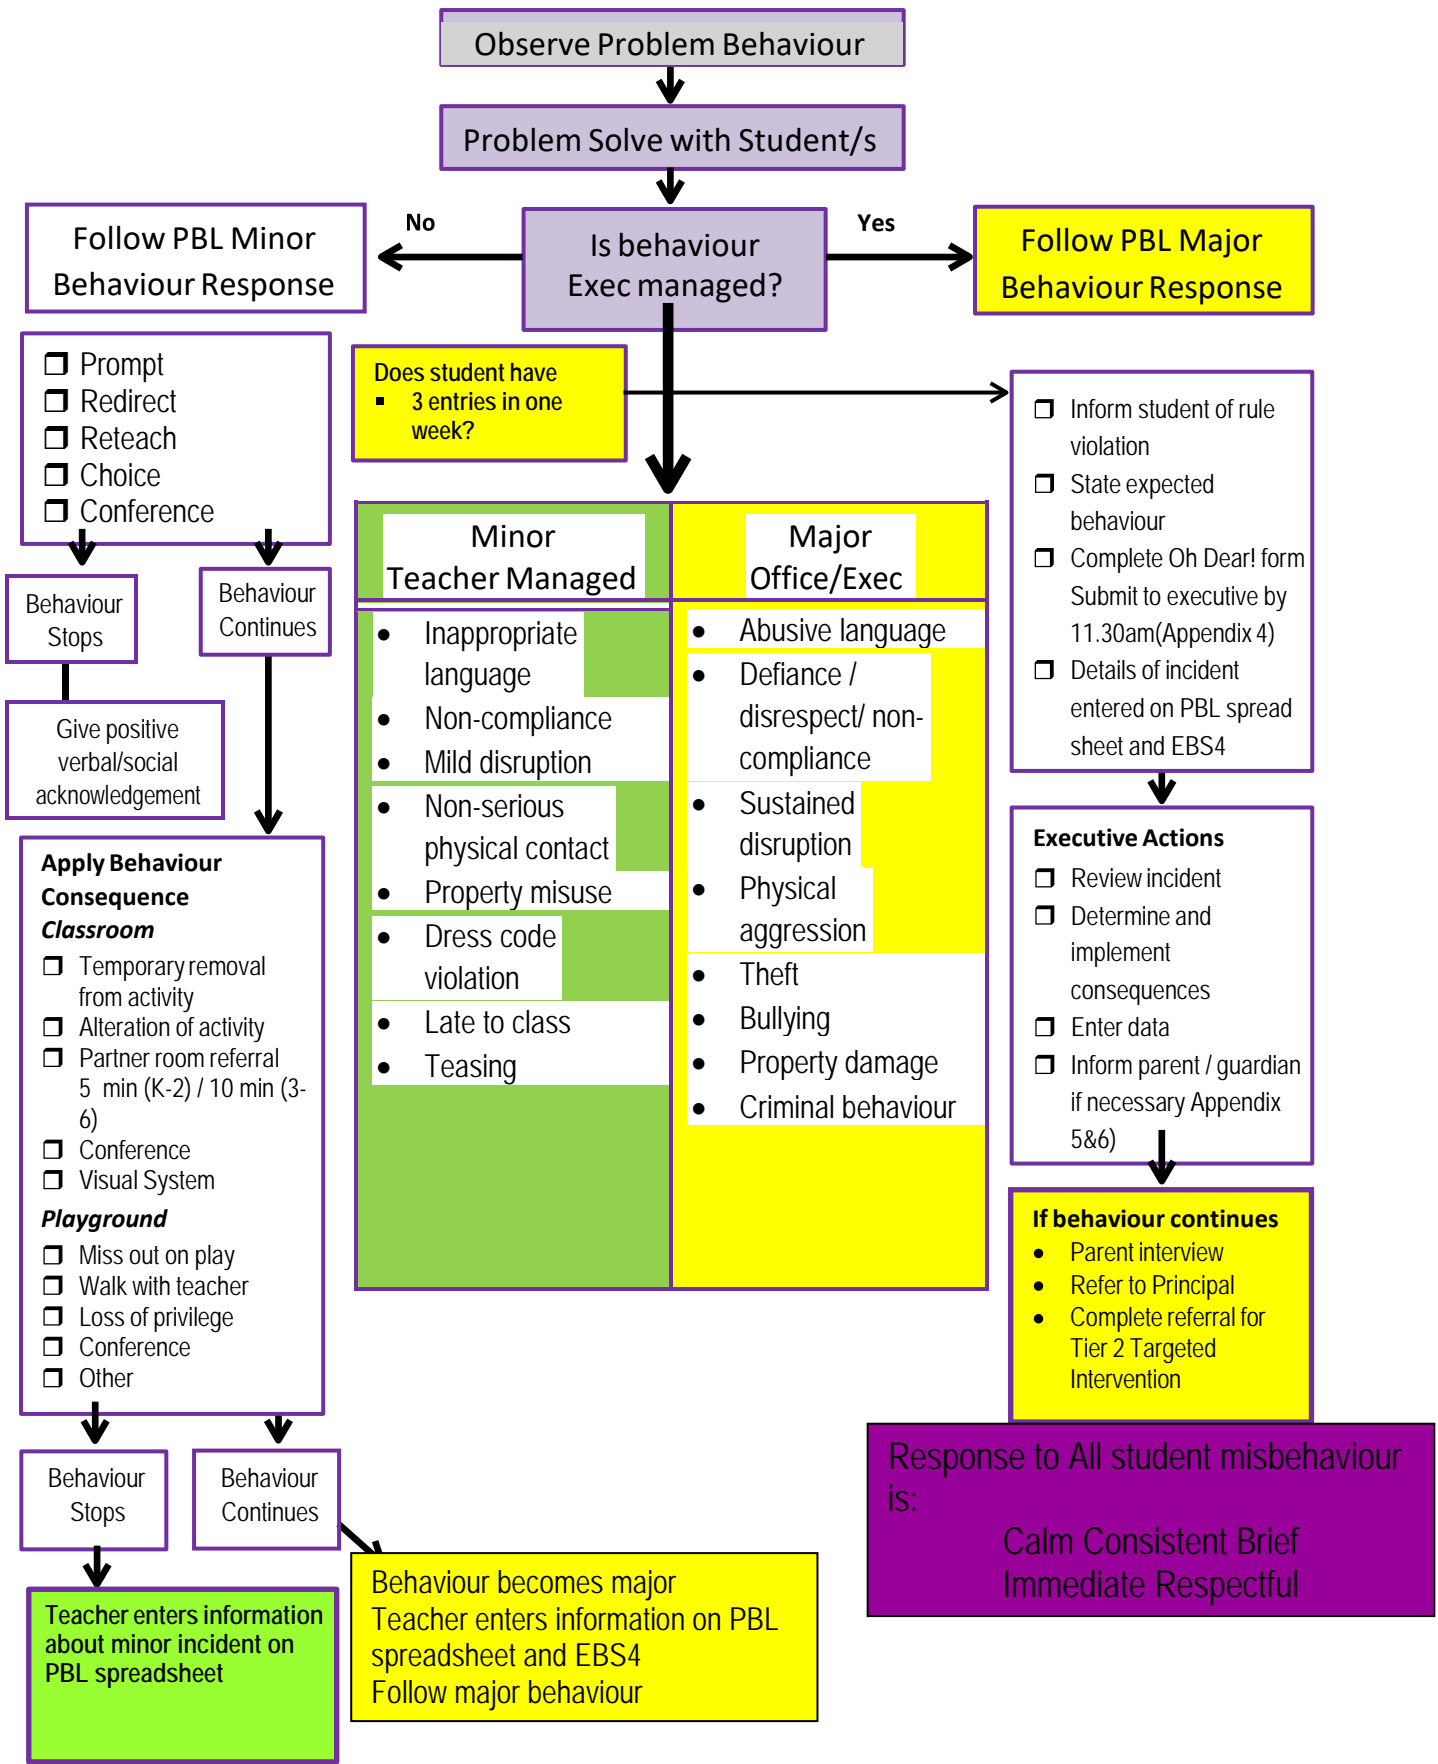 Observe Problem Behaviour
Problem Solve with Student/s
No
Yes
Follow PBL Minor
Behaviour Response
Is behaviour
Exec managed?
Follow PBL Major
Behaviour Response
❒ Prompt
❒ Redirect
❒ Reteach
❒ Choice
❒ Conference
Does student have
▪ 3 entries in one
week?
❒ Inform student of rule
violation
❒ State expected
behaviour
❒ Complete Oh Dear! form
Submit to executive by
11.30am(Appendix 4)
❒ Details of incident
entered on PBL spread
sheet and EBS4
Behaviour
Stops
Behaviour
Continues
Give positive
verbal/social
acknowledgement
Minor
Teacher Managed
• Inappropriate
language
• Non-compliance
• Mild disruption
• Non-serious
physical contact
• Property misuse
• Dress code
violation
• Late to class
• Teasing
Major
Office/Exec
• Abusive language
• Defiance /
disrespect/ non-
compliance
• Sustained
disruption
• Physical
aggression
• Theft
• Bullying
• Property damage
• Criminal behaviour
Executive Actions
❒ Review incident
❒ Determine and
implement
consequences
❒ Enter data
❒ Inform parent / guardian
if necessary Appendix
5&6)
Apply Behaviour
Consequence
Classroom
❒ Temporary removal
from activity
❒ Alteration of activity
❒ Partner room referral
5 min (K-2) / 10 min (3-
6)
❒ Conference
❒ Visual System
Playground
❒ Miss out on play
❒ Walk with teacher
❒ Loss of privilege
❒ Conference
❒ Other
If behaviour continues
• Parent interview
• Refer to Principal
• Complete referral for
Tier 2 Targeted
Intervention
Behaviour
Stops
Behaviour
Continues
Response to All student misbehaviour
is:
Calm Consistent Brief
Immediate Respectful
Teacher enters information
about minor incident on
PBL spreadsheet
Behaviour becomes major
Teacher enters information on PBL
spreadsheet and EBS4
Follow major behaviour